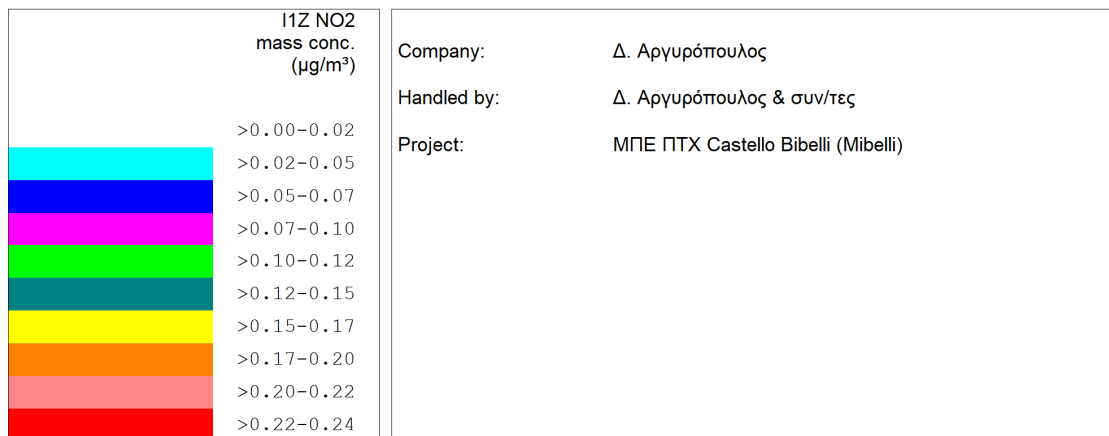 I1Z NO2
mass conc.
(µg/m³)
>0.00-0.02
>0.02-0.05
>0.05-0.07
>0.07-0.10
>0.10-0.12
>0.12-0.15
>0.15-0.17
>0.17-0.20
>0.20-0.22
>0.22-0.24
Company: Δ. Αργυρόπουλος
Handled by: Δ. Αργυρόπουλος & συν/τες
Project: ΜΠΕ ΠΤΧ Castello Bibelli (Mibelli)